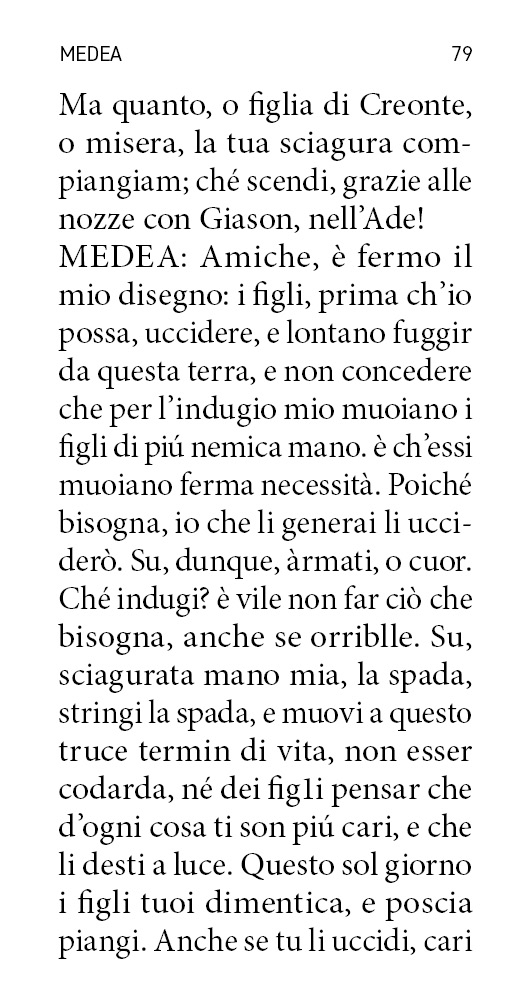 MEDEA 79
Ma quanto, o figlia di Creonte,
o misera, la tua sciagura com-
piangiam; ché scendi, grazie alle
nozze con Giason, nell’Ade!
MEDEA: Amiche, è fermo il
mio disegno: i figli, prima ch’io
possa, uccidere, e lontano fuggir
da questa terra, e non concedere
che per l’indugio mio muoiano i
figli di piú nemica mano. è ch’essi
muoiano ferma necessità. Poiché
bisogna, io che li generai li ucci-
derò. Su, dunque, àrmati, o cuor.
Ché indugi? è vile non far ciò che
bisogna, anche se orriblle. Su,
sciagurata mano mia, la spada,
stringi la spada, e muovi a questo
truce termin di vita, non esser
codarda, né dei fig1i pensar che
d’ogni cosa ti son piú cari, e che
li desti a luce. Questo sol giorno
i figli tuoi dimentica, e poscia
piangi. Anche se tu li uccidi, cari